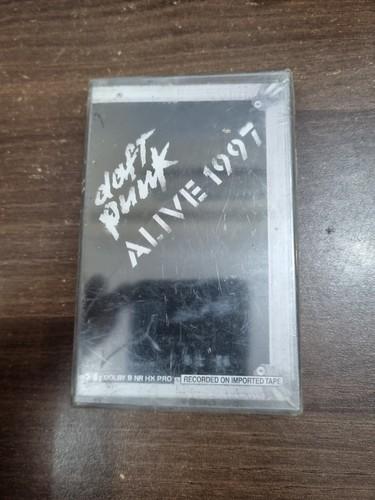 daft
punk
ALIVE 1997
DOLBY B NR HX PRO
RECORDED ON IMPORTED TAPE